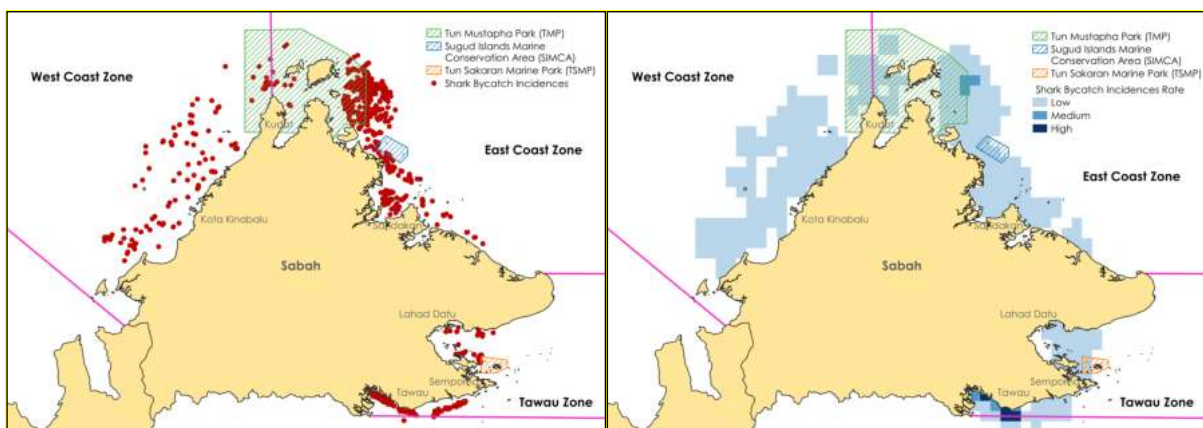 Tun Mustapha Park (TMP)
Sugud Islands Marine
Conservation Area (SIMCA)
Tun Sakaran Marine Park (TSMP)
Shark Bycatch Incidences
West Coast Zone
Kudat
East Coast Zone
Kota Kinabalu
Sandakan
Sabah
Lahad Datu
Semporna
Tawau
Tawau Zone
Tun Mustapha Park (TMP)
Sugud Islands Marine
Conservation Area (SIMCA)
Tun Sakaran Marine Park (TSMP)
Shark Bycatch Incidences Rate
Low
Medium
High
West Coast Zone
Kudat
East Coast Zone
Kota Kinabalu
Sandakan
Sabah
Lahad Datu
Semporna
Tawau
Tawau Zone